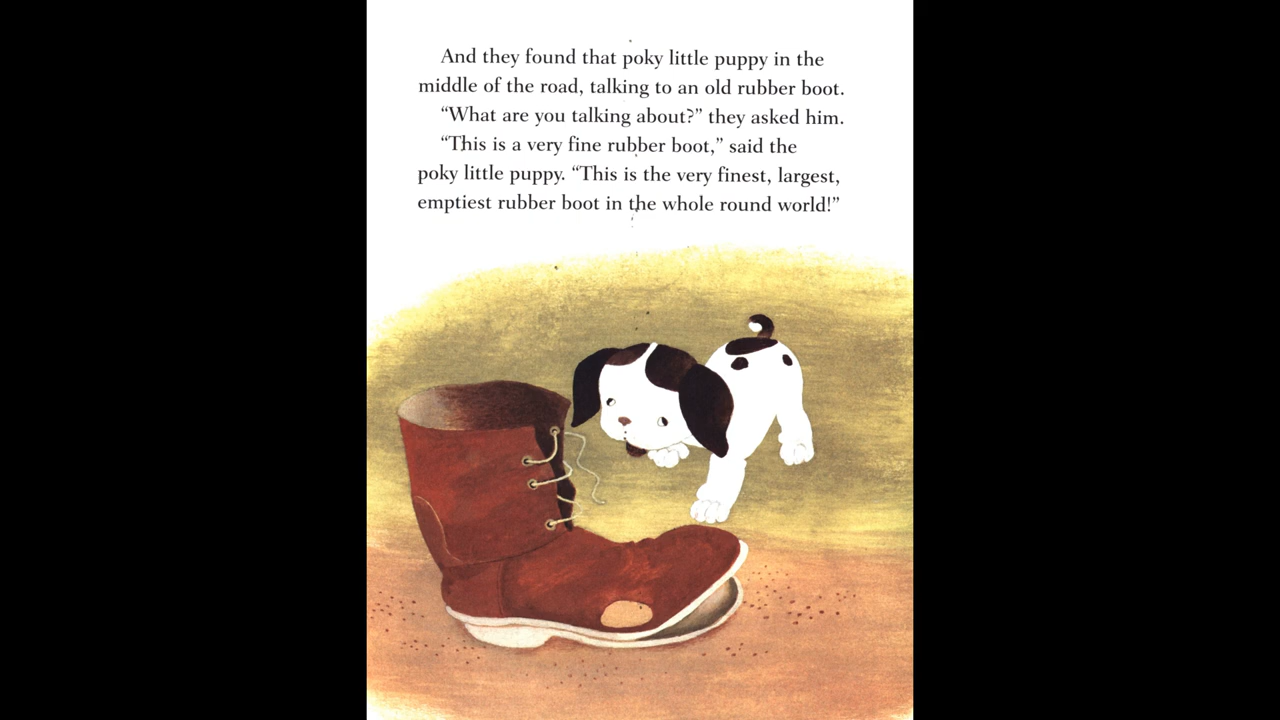 And they found that poky little puppy in the
middle of the road, talking to an old rubber boot.
“What are you talking about?” they asked him.
“This is a very fine rubber boot,” said the
poky little puppy. “This is the very finest, largest,
emptiest rubber boot in the whole round world!”